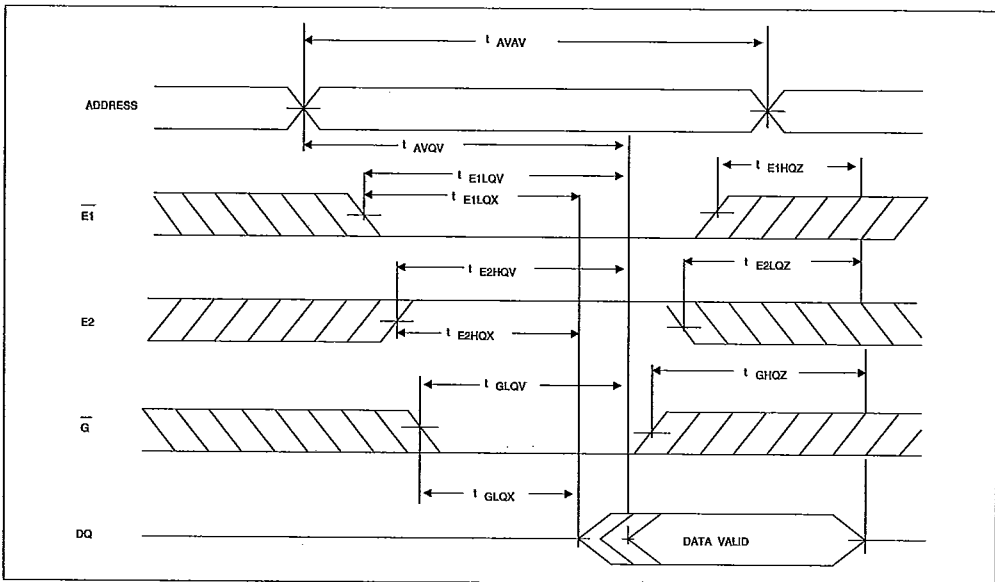 t AVAV
ADDRESS
t AVQV
t E1LQV
t E1HQZ
t E1LQX
E1
t E2HQV
t E2LQZ
E2
t E2HQX
t GLQV
t GHQZ
G
t GLQX
DQ
DATA VALID